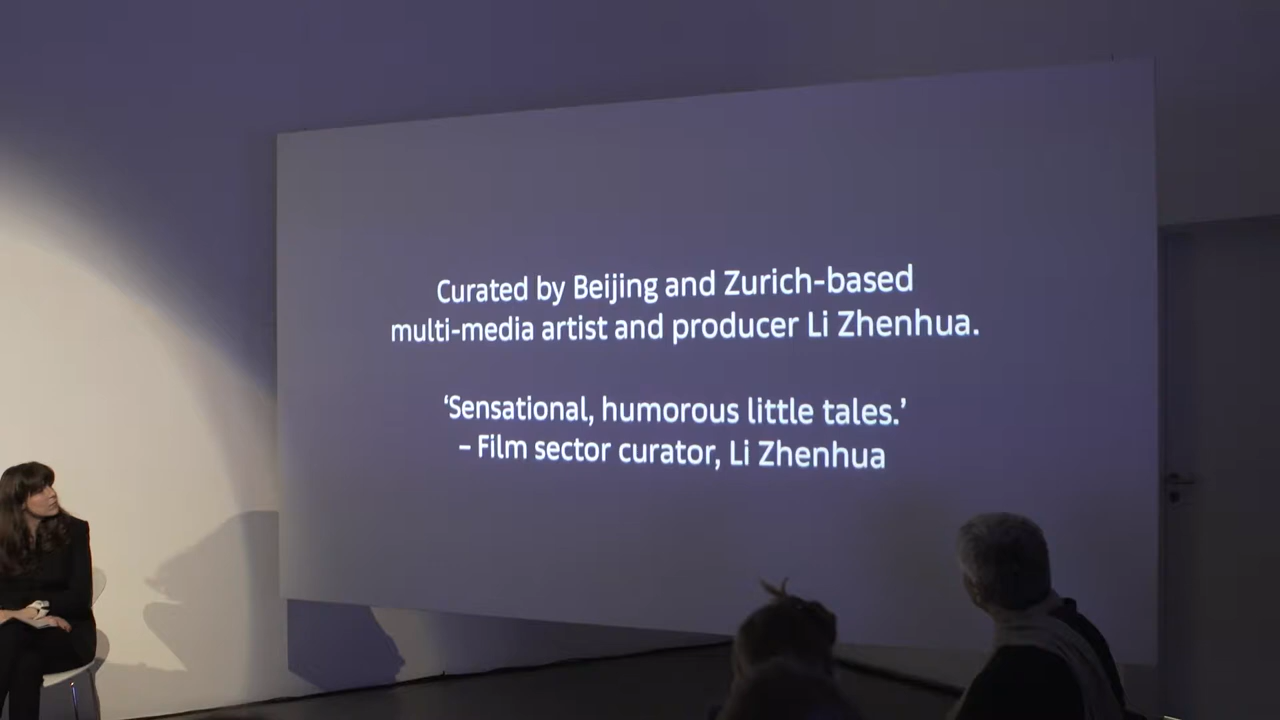 Curated by Beijing and Zurich-based
multi-media artist and producer Li Zhenhua.
‘Sensational, humorous little tales.’
– Film sector curator, Li Zhenhua